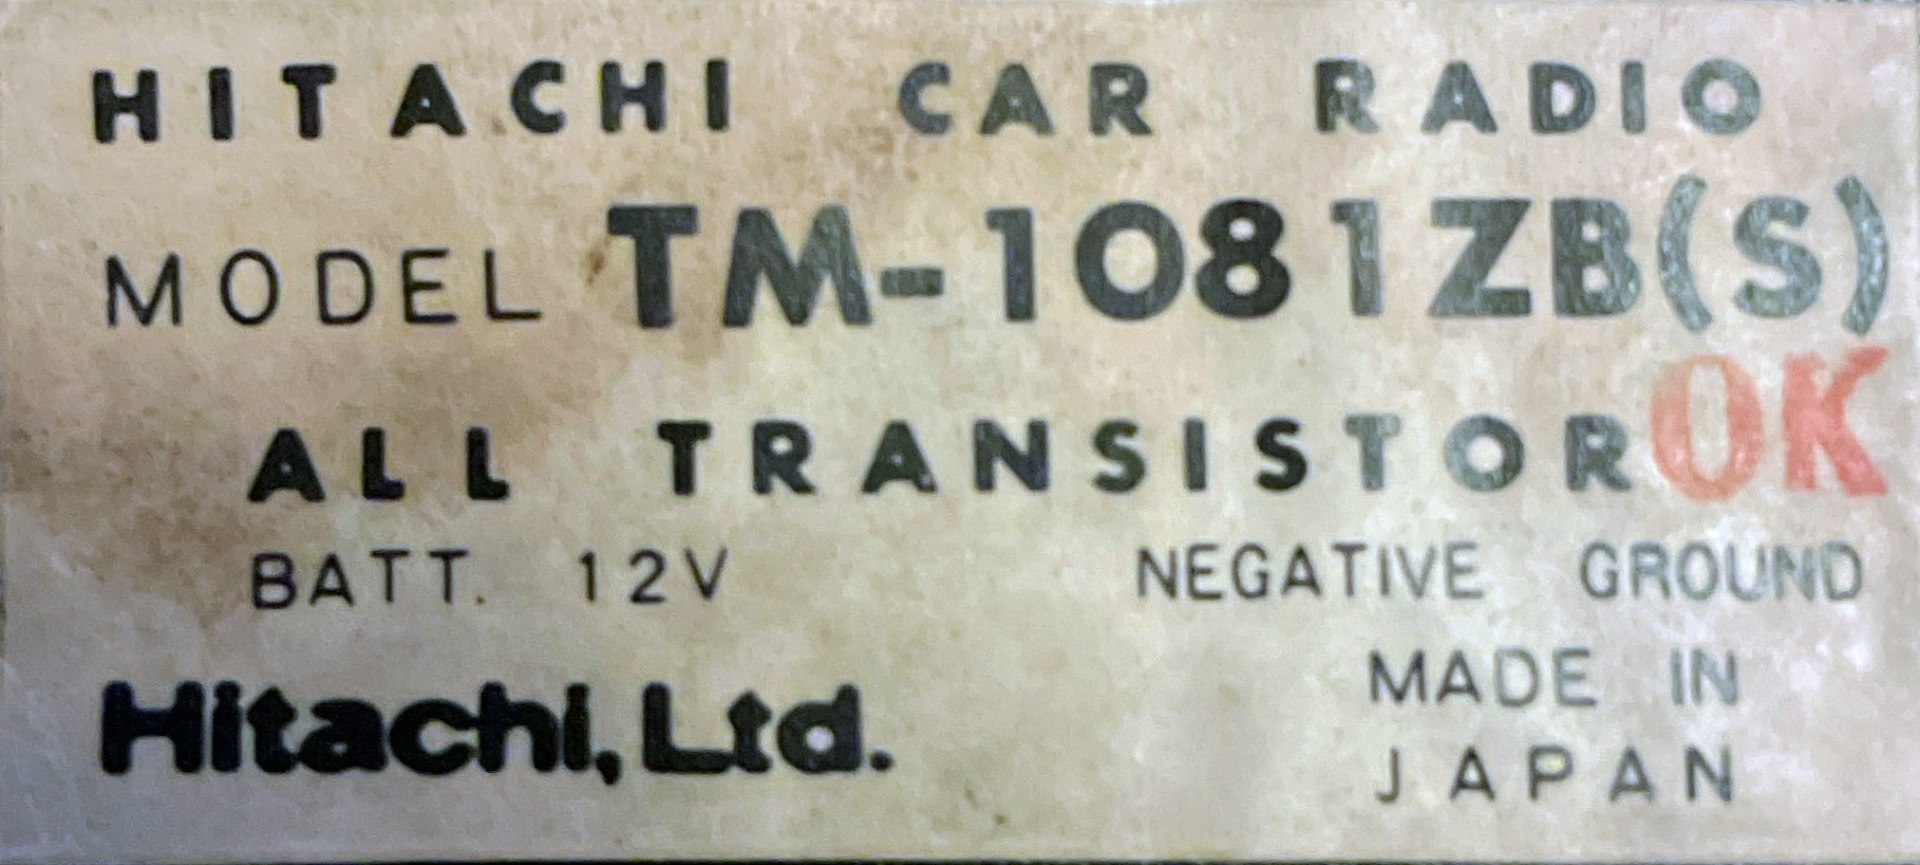 HITACHI CAR RADIO
MODEL TM-1081ZB(S)
OK
ALL TRANSISTOR
BATT. 12V NEGATIVE GROUND
Hitachi, Ltd.
MADE IN
JAPAN